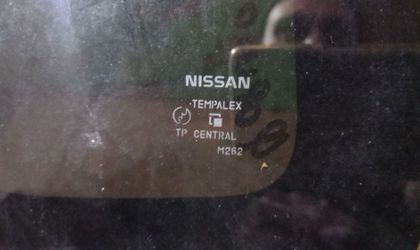 NISSAN
TEMPALEX
TP CENTRAL
M262